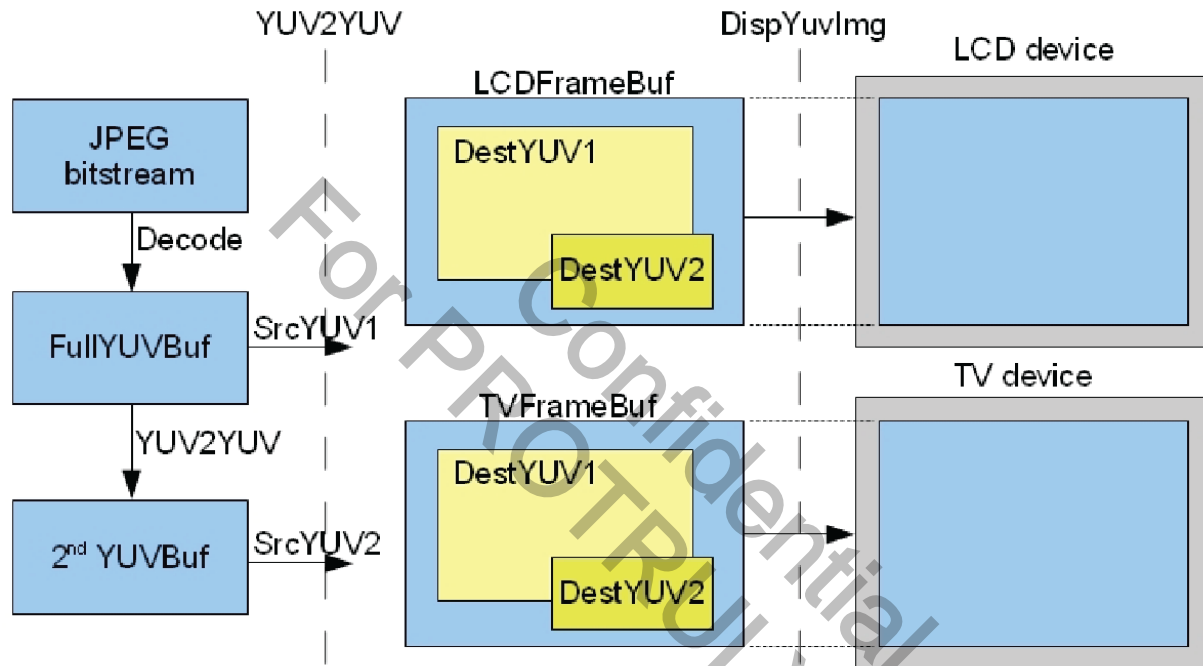 YUV2YUV
DispYuvImg
LCD device
LCDFrameBuf
JPEG
bitstream
DestYUV1
Decode
DestYUV2
FullYUVBuf
SrcYUV1
TV device
TVFrameBuf
YUV2YUV
DestYUV1
2nd YUVBuf
SrcYUV2
DestYUV2
Confidential
For PROTRULY